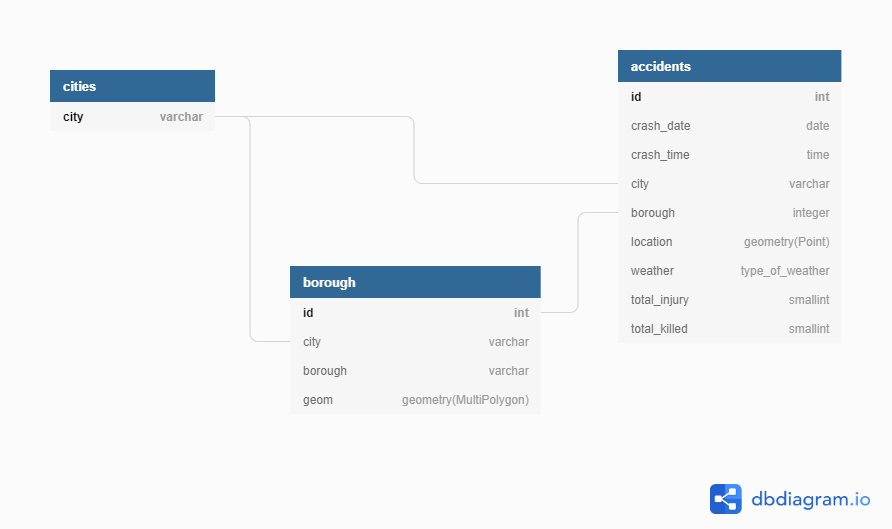 cities
city varchar
accidents
id int
crash_date date
crash_time time
city varchar
borough integer
location geometry(Point)
weather type_of_weather
total_injury smallint
total_killed smallint
borough
id int
city varchar
borough varchar
geom geometry(MultiPolygon)
dbdiagram.io